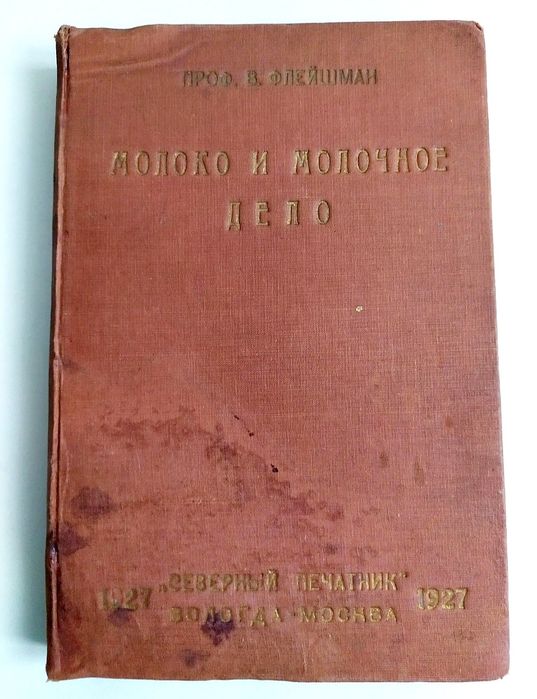 ПРОФ. В. ФЛЕЙШМАН
МОЛОКО И МОЛОЧНОЕ
ДЕЛО
1927 „СЕВЕРНЫЙ ПЕЧАТНИК" 1927
ВОЛОГДА-МОСКВА